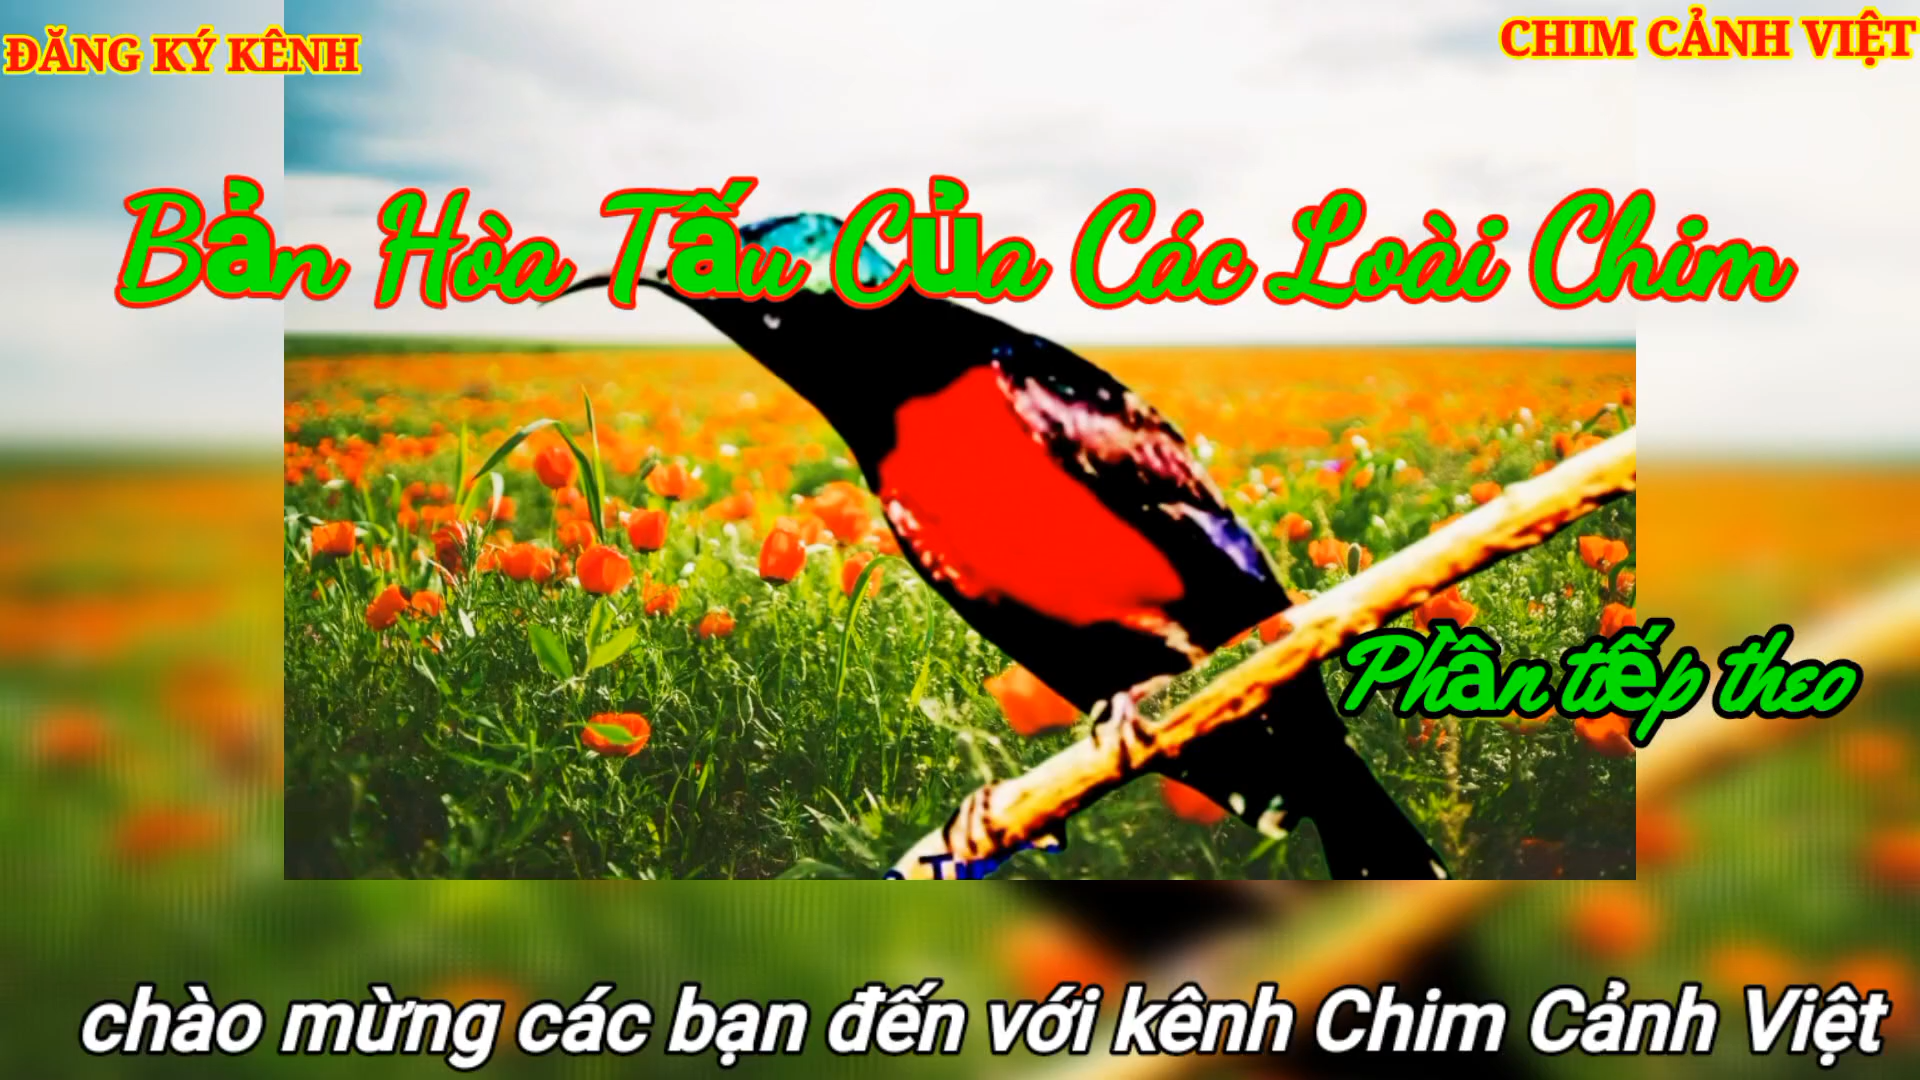 ĐĂNG KÝ KÊNH
CHIM CẢNH VIỆT
Bản Hòa Tấu Của Các Loài Chim
Phần tiếp theo
chào mừng các bạn đến với kênh Chim Cảnh Việt